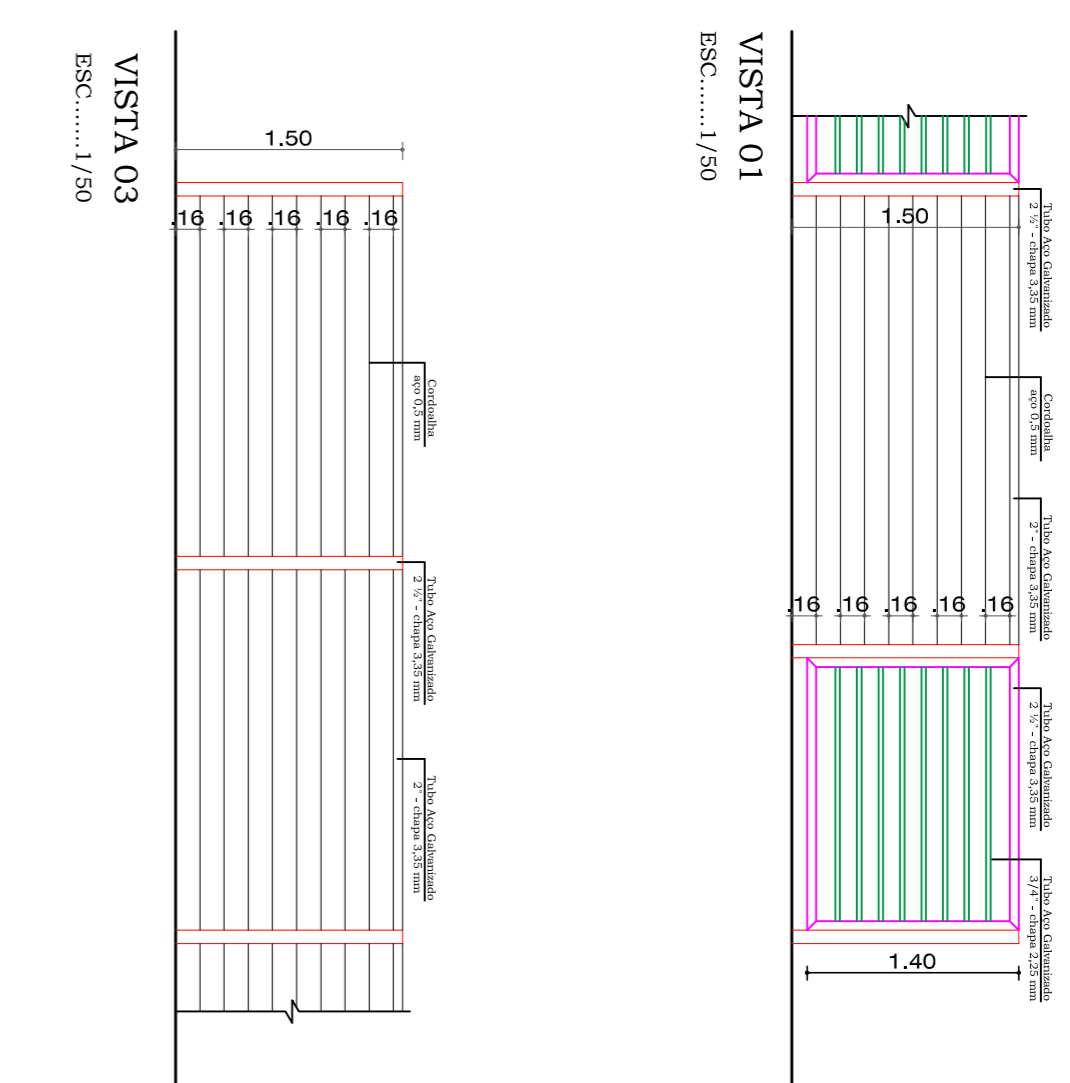 VISTA 01
ESC.......1/50
1.50
Tubo Aço Galvanizado
2 ½" - chapa 3,35 mm
Cordoalha
aço 0,5 mm
Tubo Aço Galvanizado
2" - chapa 3,35 mm
.16
.16
.16
.16
.16
Tubo Aço Galvanizado
2 ½" - chapa 3,35 mm
Tubo Aço Galvanizado
3/4" - chapa 2,25 mm
1.40
VISTA 03
ESC.......1/50
1.50
.16
.16
.16
.16
.16
Cordoalha
aço 0,5 mm
Tubo Aço Galvanizado
2 ½" - chapa 3,35 mm
Tubo Aço Galvanizado
2" - chapa 3,35 mm